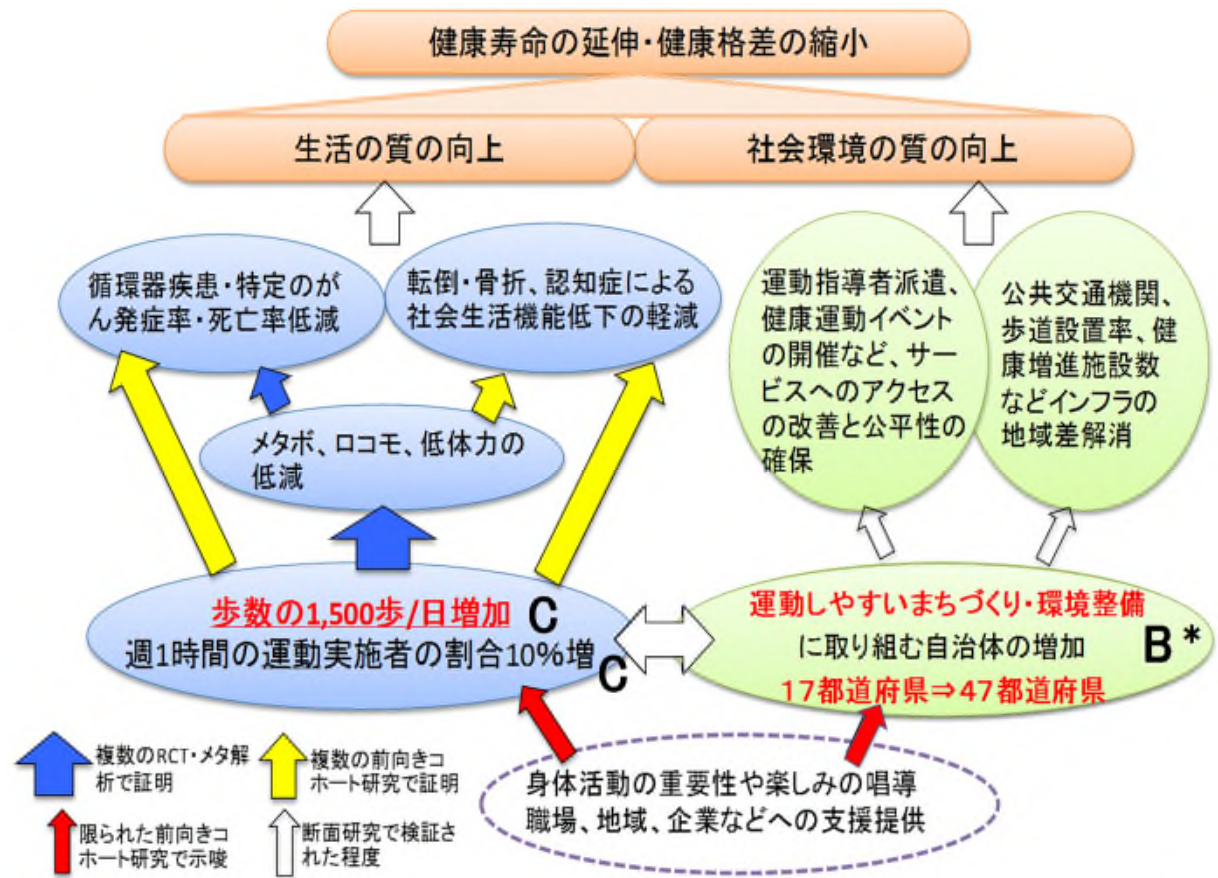 健康寿命の延伸・健康格差の縮小
生活の質の向上
社会環境の質の向上
循環器疾患・特定のが
ん発症率・死亡率低減
転倒・骨折、認知症による
社会生活機能低下の軽減
運動指導者派遣、
健康運動イベント
の開催など、サー
ビスへのアクセス
の改善と公平性の
確保
公共交通機関、
歩道設置率、健
康増進施設数
などインフラの
地域差解消
メタボ、ロコモ、低体力の
低減
歩数の1,500歩/日増加 C
週1時間の運動実施者の割合10%増 C
運動しやすいまちづくり・環境整備
に取り組む自治体の増加 B*
17都道府県⇒47都道府県
身体活動の重要性や楽しみの唱導
職場、地域、企業などへの支援提供
複数のRCT・メタ解
析で証明
複数の前向きコ
ホート研究で証明
限られた前向きコ
ホート研究で示唆
断面研究で検証さ
れた程度